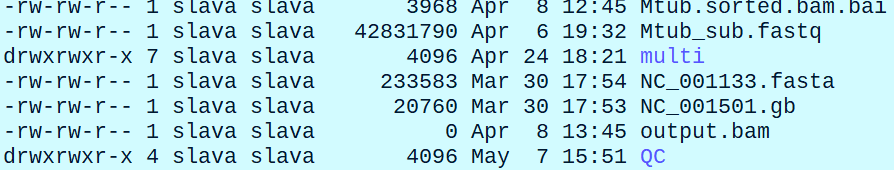 -rw-rw-r-- 1 slava slava     3968 Apr  8 12:45 Mtub.sorted.bam.bai
-rw-rw-r-- 1 slava slava 42831790 Apr  6 19:32 Mtub_sub.fastq
drwxrwxr-x 7 slava slava     4096 Apr 24 18:21 multi
-rw-rw-r-- 1 slava slava   233583 Mar 30 17:54 NC_001133.fasta
-rw-rw-r-- 1 slava slava    20760 Mar 30 17:53 NC_001501.gb
-rw-rw-r-- 1 slava slava        0 Apr  8 13:45 output.bam
drwxrwxr-x 4 slava slava     4096 May  7 15:51 QC